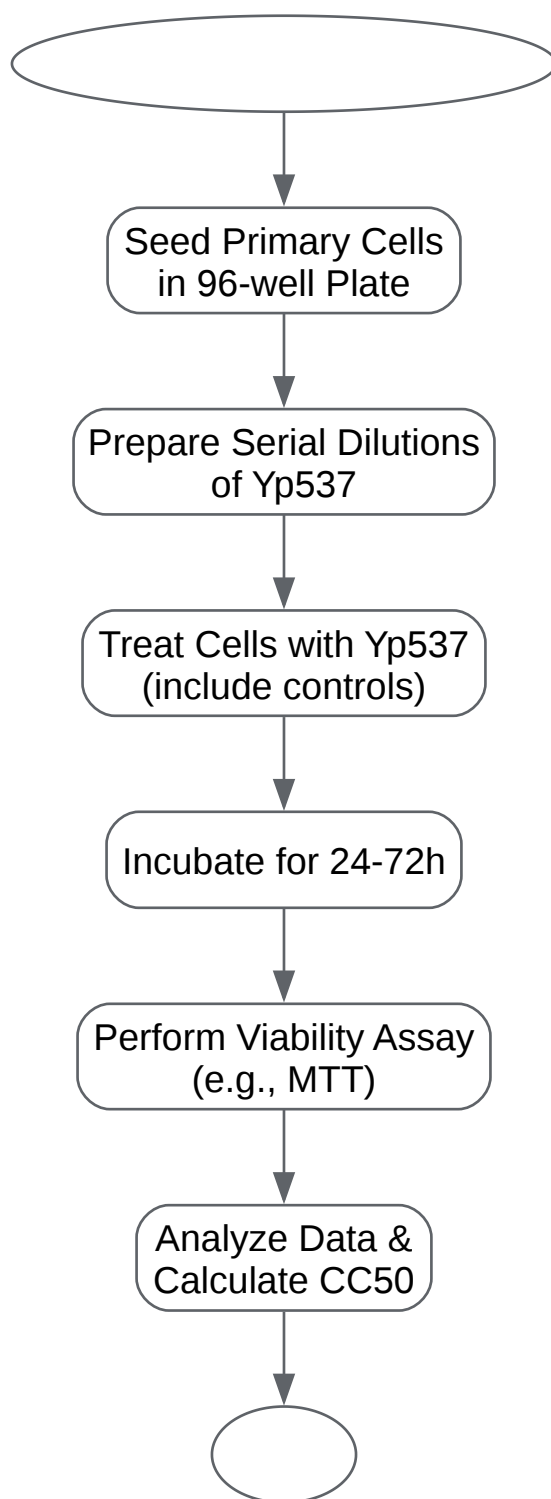 Seed Primary Cells
in 96-well Plate
Prepare Serial Dilutions
of Yp537
Treat Cells with Yp537
(include controls)
Incubate for 24-72h
Perform Viability Assay
(e.g., MTT)
Analyze Data &
Calculate CC50